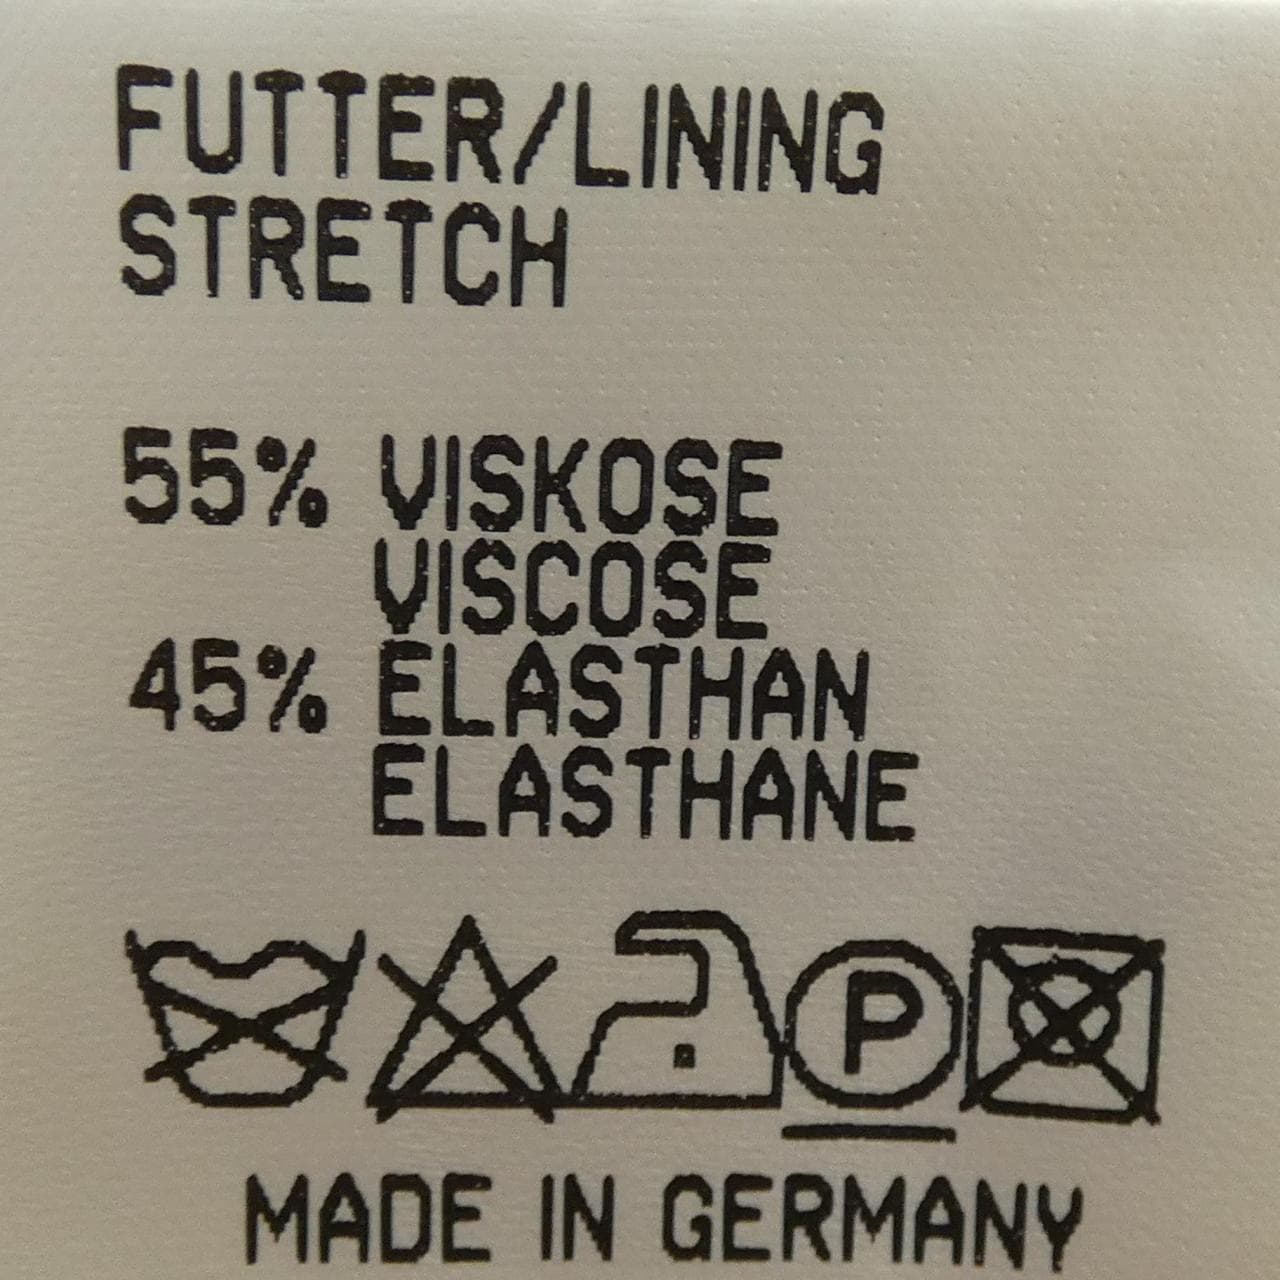 FUTTER/LINING
STRETCH
55% VISKOSE
VISCOSE
45% ELASTHAN
ELASTHANE
P
MADE IN GERMANY